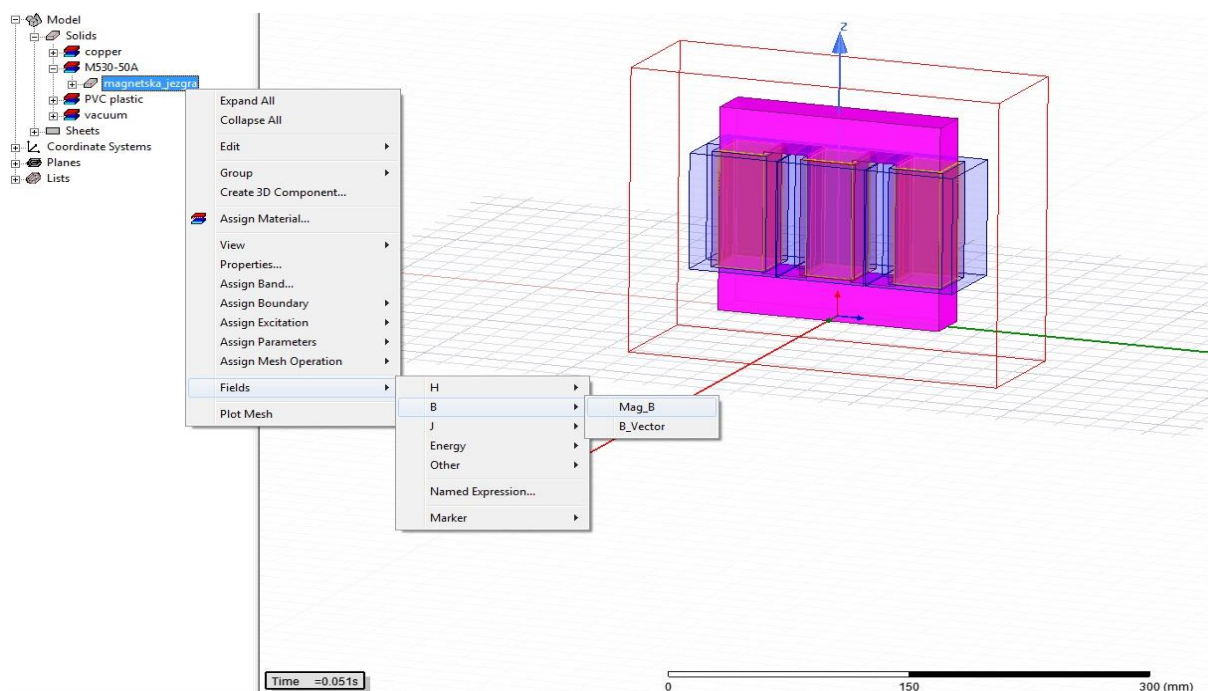 Model
Solids
copper
M530-50A
magnetska_jezgra
PVC plastic
vacuum
Sheets
Coordinate Systems
Planes
Lists
Expand All
Collapse All
Edit
Group
Create 3D Component...
Assign Material...
View
Properties...
Assign Band...
Assign Boundary
Assign Excitation
Assign Parameters
Assign Mesh Operation
Fields
Plot Mesh
H
B
J
Energy
Other
Named Expression...
Marker
Mag_B
B_Vector
Z
Time =0.051s
0 150 300 (mm)